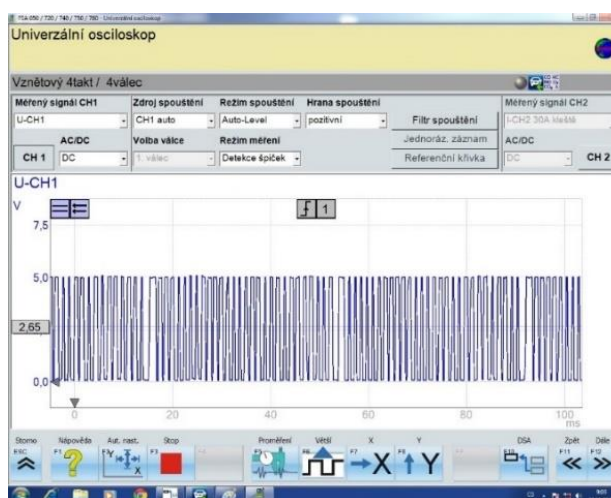 FSA 050 / 720 / 740 / 750 / 760 - Univerzální osciloskop
Univerzální osciloskop
Vznětový 4takt / 4válec
Měřený signál CH1 Zdroj spouštění Režim spouštění Hrana spouštění Měřený signál CH2
U-CH1 CH1 auto Auto-Level pozitivní Filtr spouštění I-CH2 30A kleště
AC/DC Volba válce Režim měření Jednoráz. záznam AC/DC
CH 1 DC 1. válec Detekce špiček Referenční křivka DC CH 2
U-CH1
V
7,5
1
5,0
2,65
0,0
0 20 40 60 80 100
ms
Storno Nápověda Aut. nast. Stop Proměření Větší X Y DSA Zpět Dále
ESC F1 F2 F3 F4 F5 F6 F7 F8 F10 F11 F12
X Y